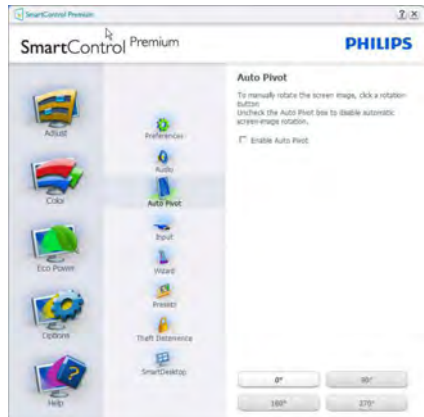 SmartControl Premium
SmartControl Premium
PHILIPS
Adjust
Color
Eco Power
Options
Help
Preferences
Audio
Auto Pivot
Input
Wizard
Presets
Theft Deterrence
SmartDesktop
Auto Pivot
To manually rotate the screen image, click a rotation
button
Uncheck the Auto Pivot box to disable automatic
screen-image rotation.
Enable Auto Pivot
0°
90°
180°
270°